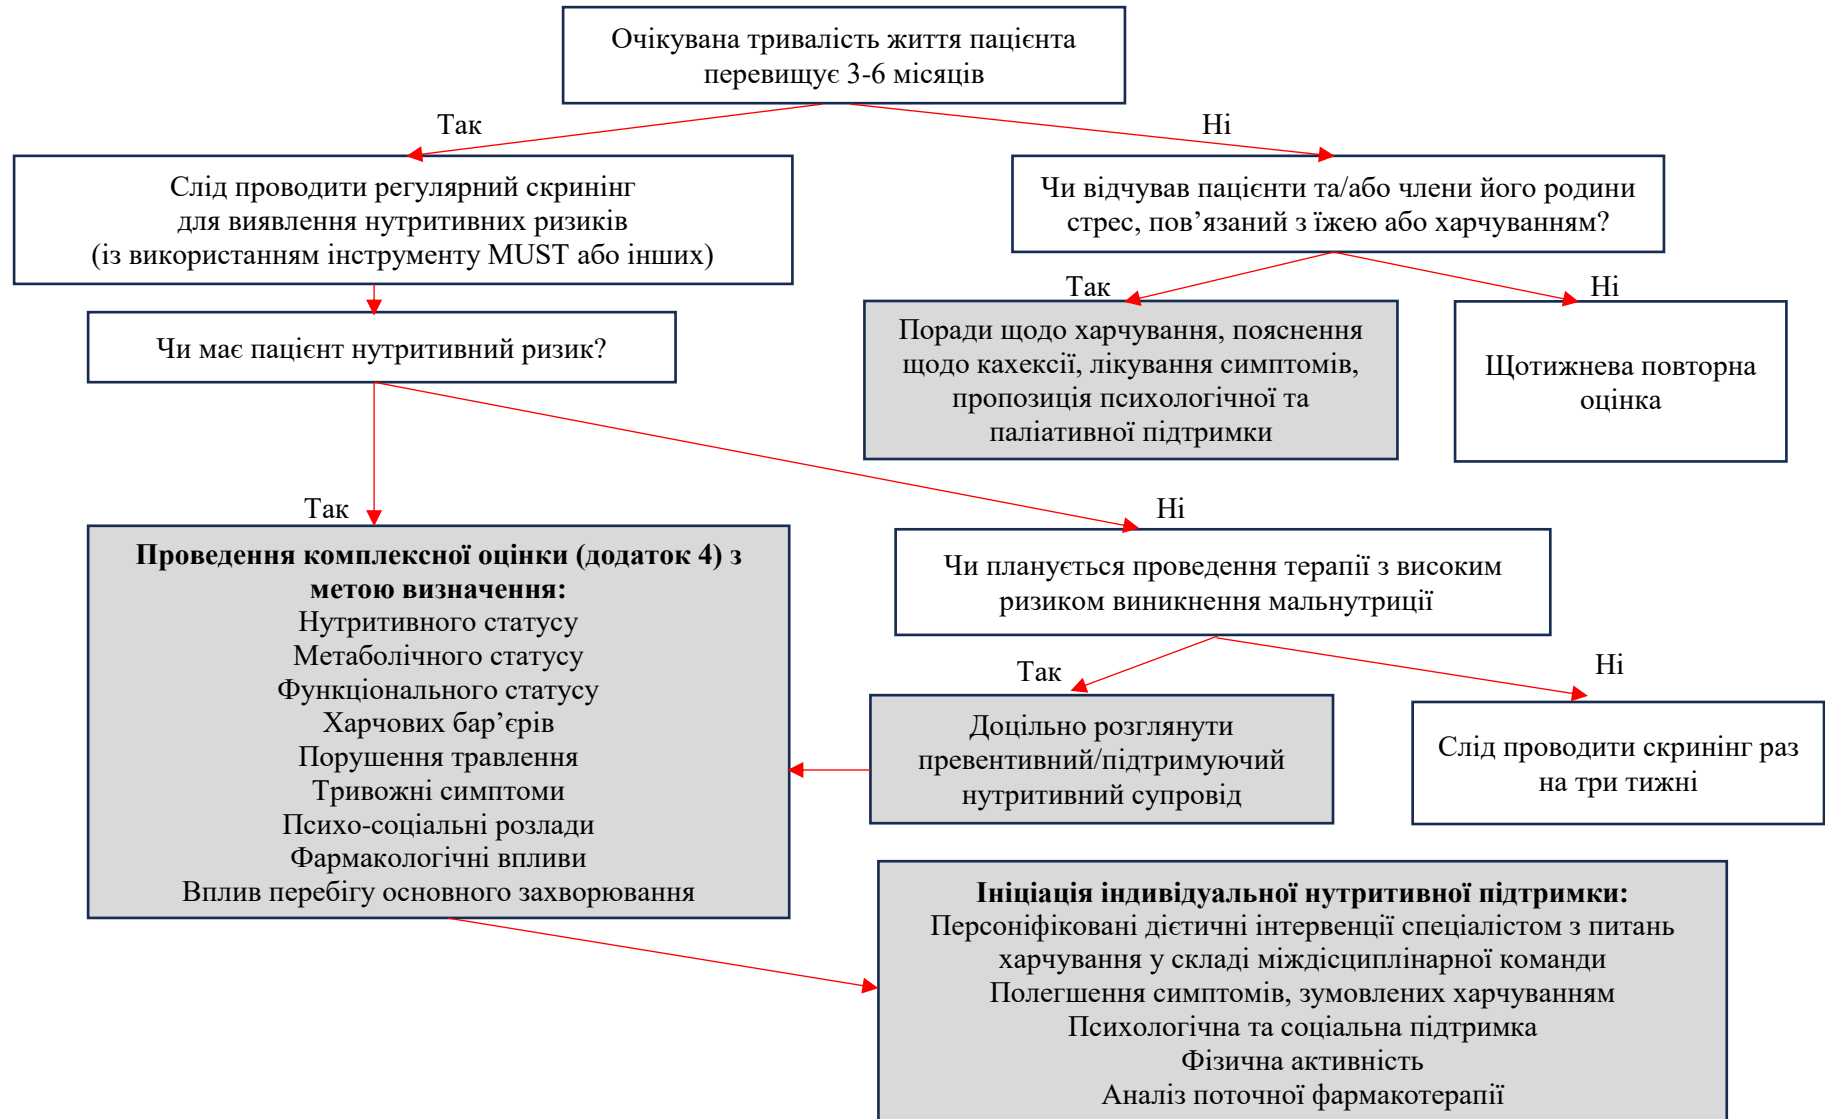 Очікувана тривалість життя пацієнта
перевищує 3-6 місяців
Так
Ні
Слід проводити регулярний скринінг
для виявлення нутритивних ризиків
(із використанням інструменту MUST або інших)
Чи відчував пацієнти та/або члени його родини
стрес, пов’язаний з їжею або харчуванням?
Так
Ні
Чи має пацієнт нутритивний ризик?
Поради щодо харчування, пояснення
щодо кахексії, лікування симптомів,
пропозиція психологічної та
паліативної підтримки
Щотижнева повторна
оцінка
Так
Ні
Проведення комплексної оцінки (додаток 4) з
метою визначення:
Нутритивного статусу
Метаболічного статусу
Функціонального статусу
Харчових бар’єрів
Порушення травлення
Тривожні симптоми
Психо-соціальні розлади
Фармакологічні впливи
Вплив перебігу основного захворювання
Чи планується проведення терапії з високим
ризиком виникнення мальнутриції
Так
Ні
Доцільно розглянути
превентивний/підтримуючий
нутритивний супровід
Слід проводити скринінг раз
на три тижні
Ініціація індивідуальної нутритивної підтримки:
Персоніфіковані дієтичні інтервенції спеціалістом з питань
харчування у складі міждисциплінарної команди
Полегшення симптомів, зумовлених харчуванням
Психологічна та соціальна підтримка
Фізична активність
Аналіз поточної фармакотерапії